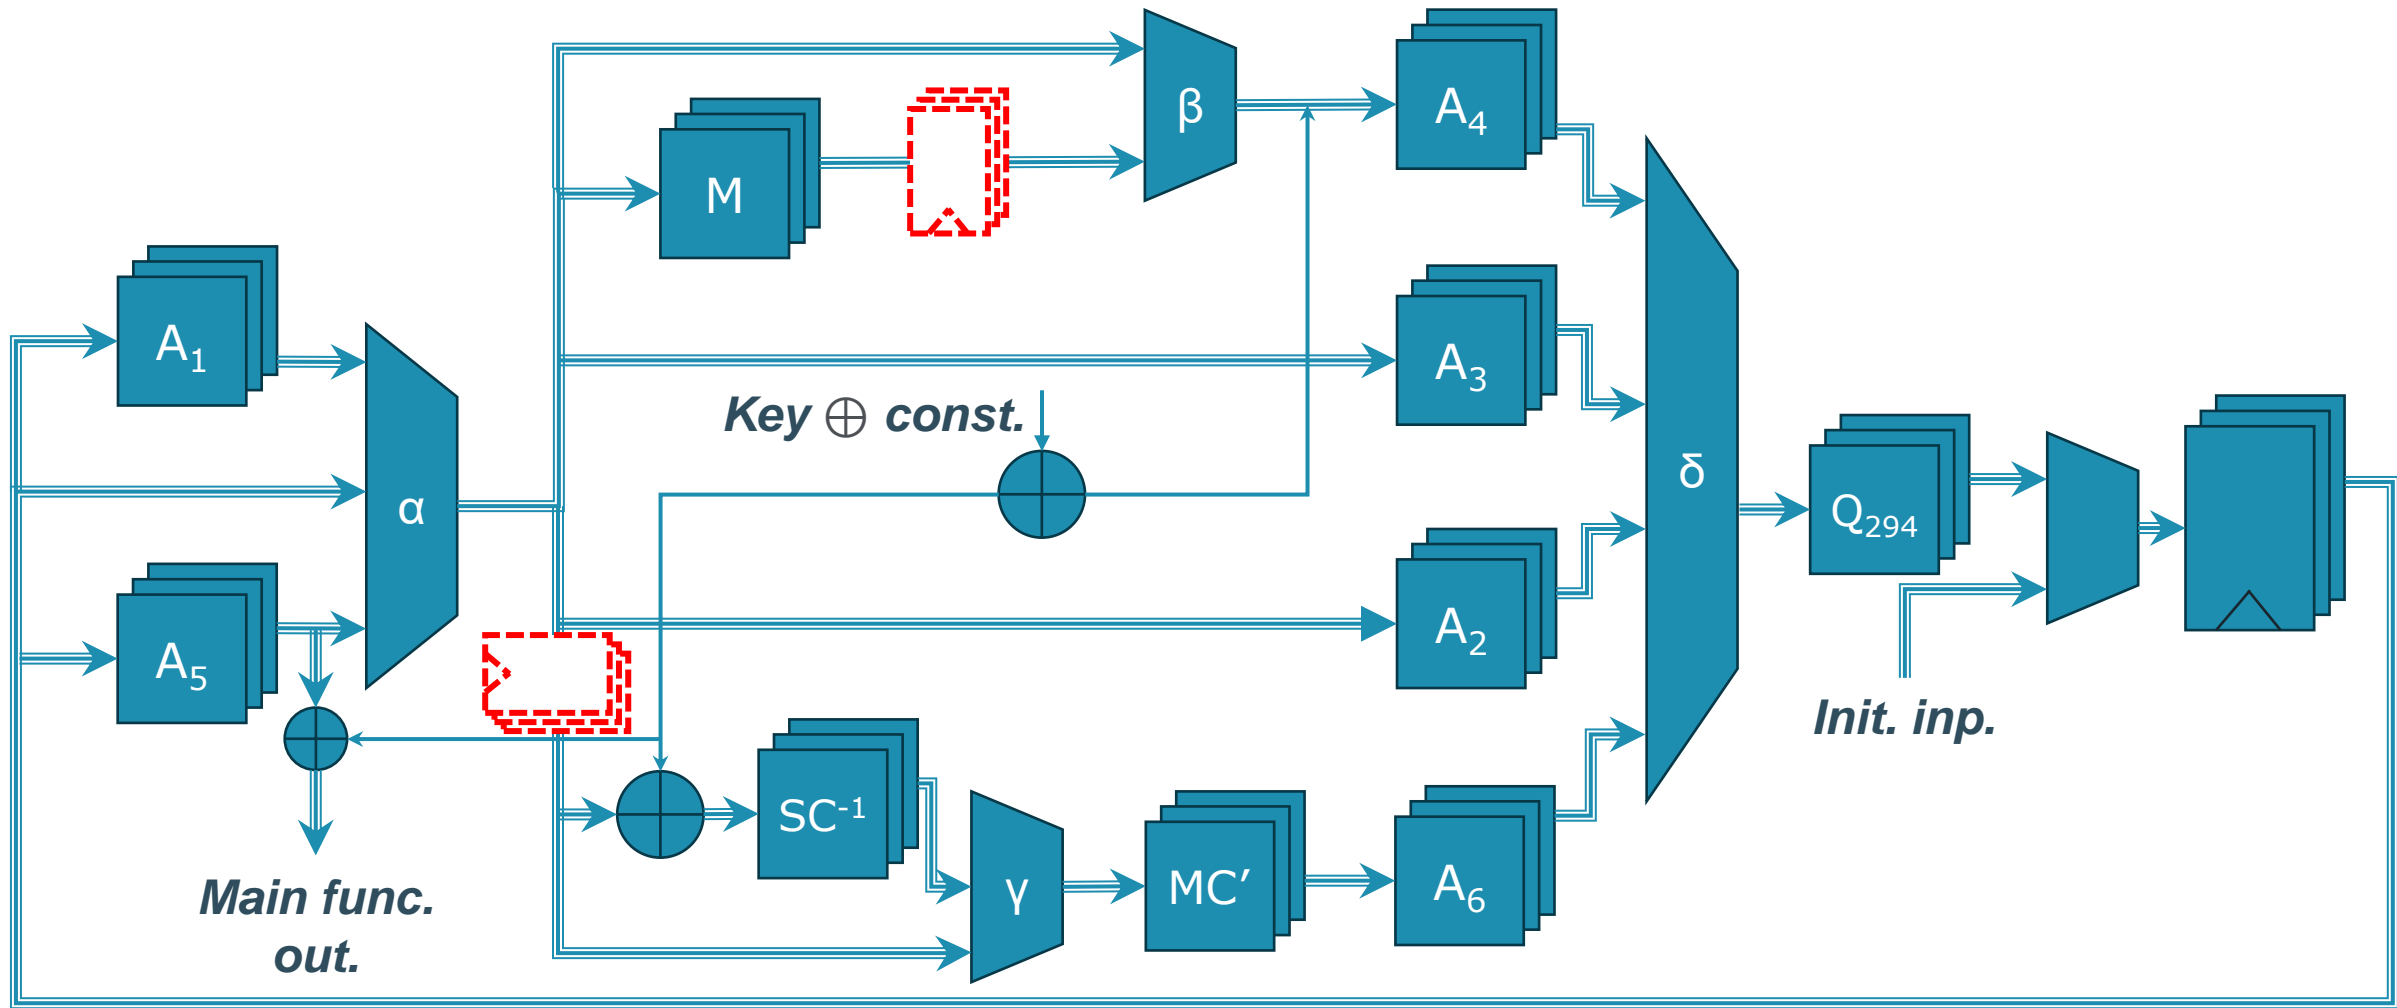 β
A₄
M
A₁
A₃
Key ⊕ const.
α
δ
Q₂₉₄
A₅
A₂
Init. inp.
SC⁻¹
γ
MC′
A₆
Main func.
out.